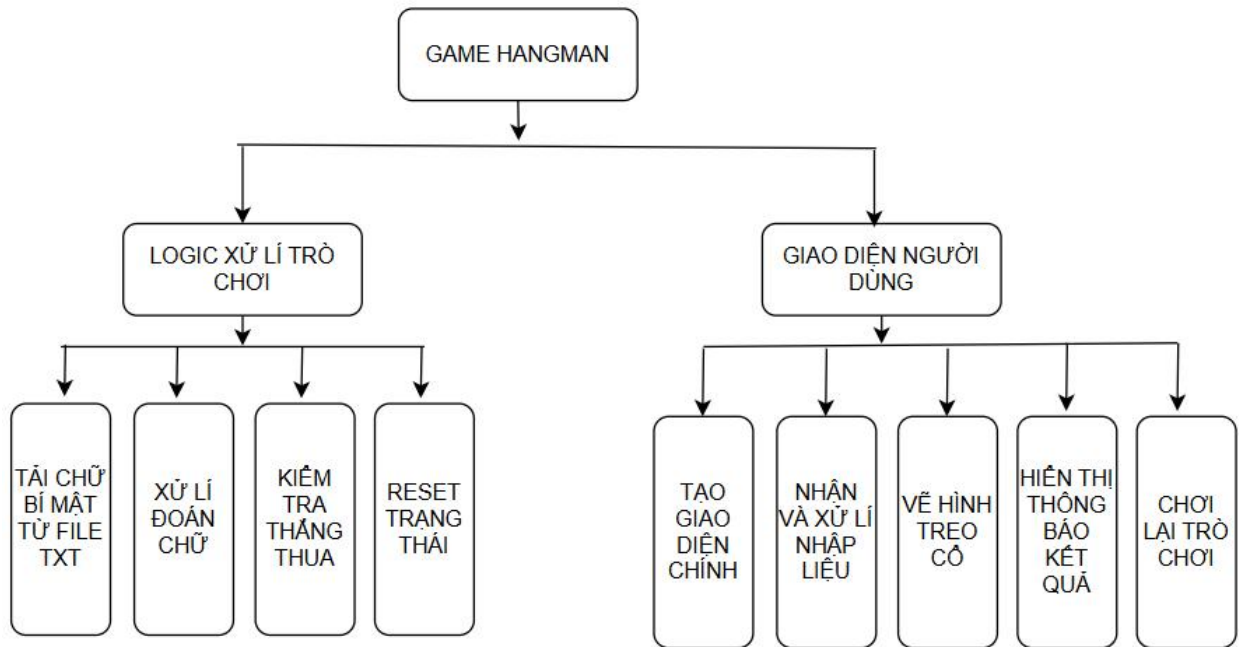 GAME HANGMAN
LOGIC XỬ LÍ TRÒ
CHƠI
GIAO DIỆN NGƯỜI
DÙNG
TẢI CHỮ
BÍ MẬT
TỪ FILE
TXT
XỬ LÍ
ĐOÁN
CHỮ
KIỂM
TRA
THẮNG
THUA
RESET
TRẠNG
THÁI
TẠO
GIAO
DIỆN
CHÍNH
NHẬN
VÀ XỬ LÍ
NHẬP
LIỆU
VẼ HÌNH
TREO
CỔ
HIỂN THỊ
THÔNG
BÁO
KẾT
QUẢ
CHƠI
LẠI TRÒ
CHƠI